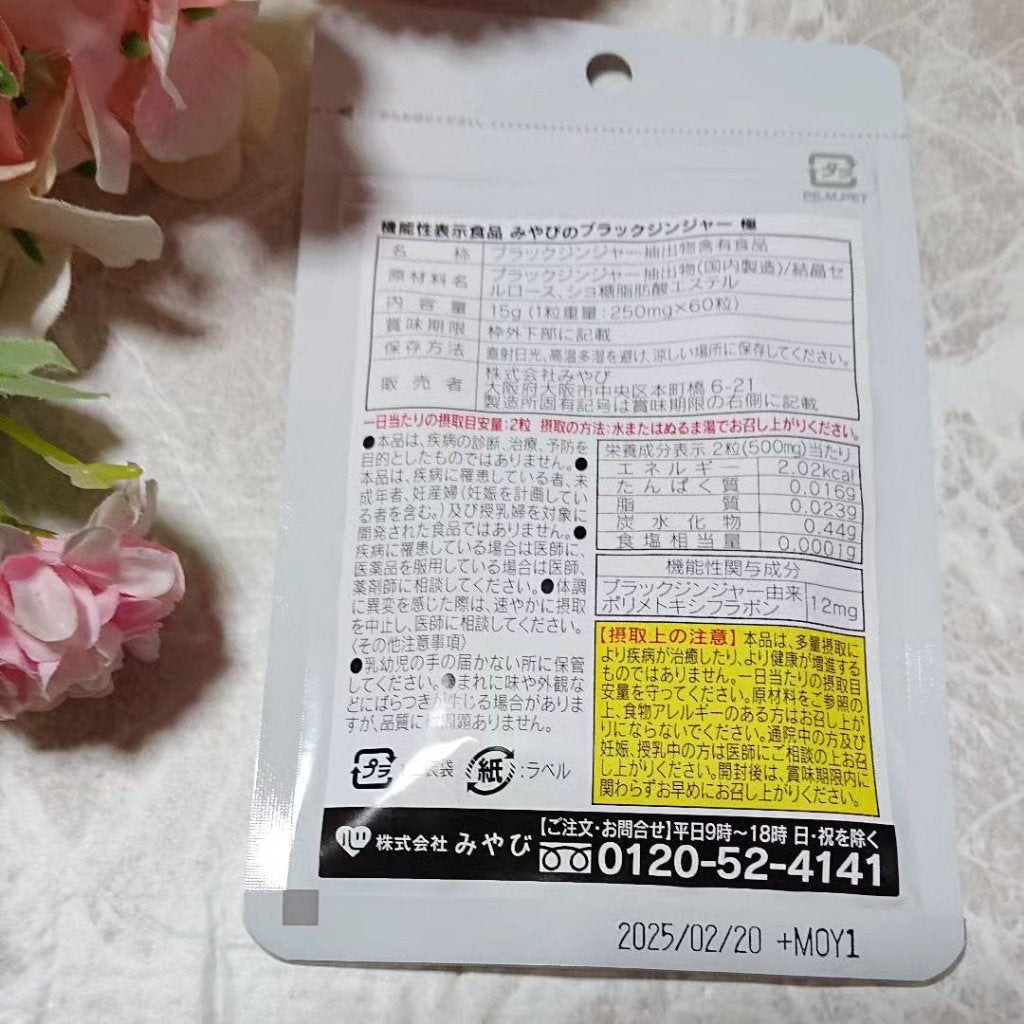 からお切りください。
プラ
PE,M,PET
機能性表示食品 みやびのブラックジンジャー 極
名 称 ブラックジンジャー抽出物含有食品
原材料名 ブラックジンジャー抽出物(国内製造)/結晶セ
ルロース、ショ糖脂肪酸エステル
内容量 15g (1粒重量:250mg×60粒)
賞味期限 枠外下部に記載
保存方法 直射日光、高温多湿を避け、涼しい場所に保存してください。
販売者 株式会社みやび
大阪府大阪市中央区本町橋 6-21
製造所固有記号は賞味期限の右側に記載
一日当たりの摂取目安量:2粒 摂取の方法:水またはぬるま湯でお召し上がりください。
●本品は、疾病の診断、治療、予防を
目的としたものではありません。●
本品は、疾病に罹患している者、未
成年者、妊産婦(妊娠を計画してい
る者を含む。)及び授乳婦を対象に
開発された食品ではありません。●
疾病に罹患している場合は医師に、
医薬品を服用している場合は医師、
薬剤師に相談してください。●体調
に異変を感じた際は、速やかに摂取
を中止し、医師に相談してください。
〈その他注意事項〉
●乳幼児の手の届かない所に保管
してください。●まれに味や外観な
どにばらつきが生じる場合がありま
すが、品質に問題ありません。
プラ :包装袋 紙 :ラベル
栄養成分表示 2粒(500mg)当たり
エネルギー 2.02kcal
たんぱく質 0.016g
脂質 0.023g
炭水化物 0.44g
食塩相当量 0.0001g
機能性関与成分
ブラックジンジャー由来
ポリメトキシフラボン 12mg
【摂取上の注意】本品は、多量摂取に
より疾病が治癒したり、より健康が増進する
ものではありません。一日当たりの摂取目
安量を守ってください。原材料をご参照の
上、食物アレルギーのある方はお召し上が
りにならないでください。通院中の方及び
妊娠、授乳中の方は医師にご相談の上お召
し上がりください。開封後は、賞味期限内に
関わらずお早めにお召し上がりください。
株式会社 みやび
【ご注文・お問合せ】平日9時〜18時 日・祝を除く
0120-52-4141
2025/02/20 +MOY1